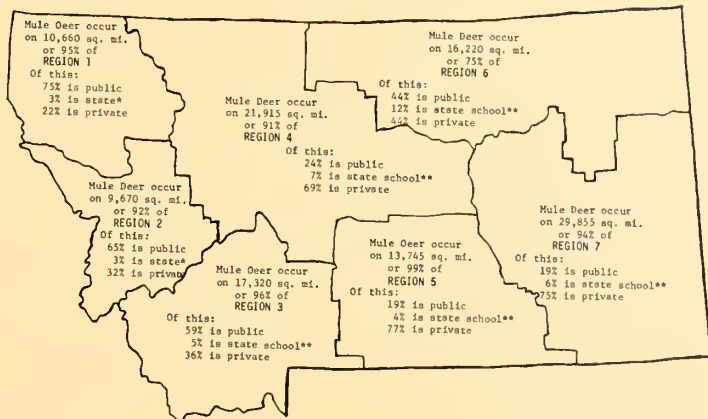 Mule Deer occur
on 10,660 sq. mi.
or 95% of
REGION 1
Of this:
75% is public
3% is state*
22% is private
Mule Deer occur
on 16,220 sq. mi.
or 75% of
REGION 6
Of this:
44% is public
12% is state school**
44% is private
Mule Deer occur
on 21,915 sq. mi.
or 91% of
REGION 4
Of this:
24% is public
7% is state school**
69% is private
Mule Deer occur
on 9,670 sq. mi.
or 92% of
REGION 2
Of this:
65% is public
3% is state*
32% is private
Mule Oeer occur
on 17,320 sq. mi.
or 96% of
REGION 3
Of this:
59% is public
5% is state school**
36% is private
Mule Deer occur
on 13,745 sq. mi.
or 99% of
REGION 5
Of this:
19% is public
4% is state school**
77% is private
Mule Deer occur
on 29,855 sq. mi.
or 94% of
REGION 7
Of this:
19% is public
6% is state school**
75% is private